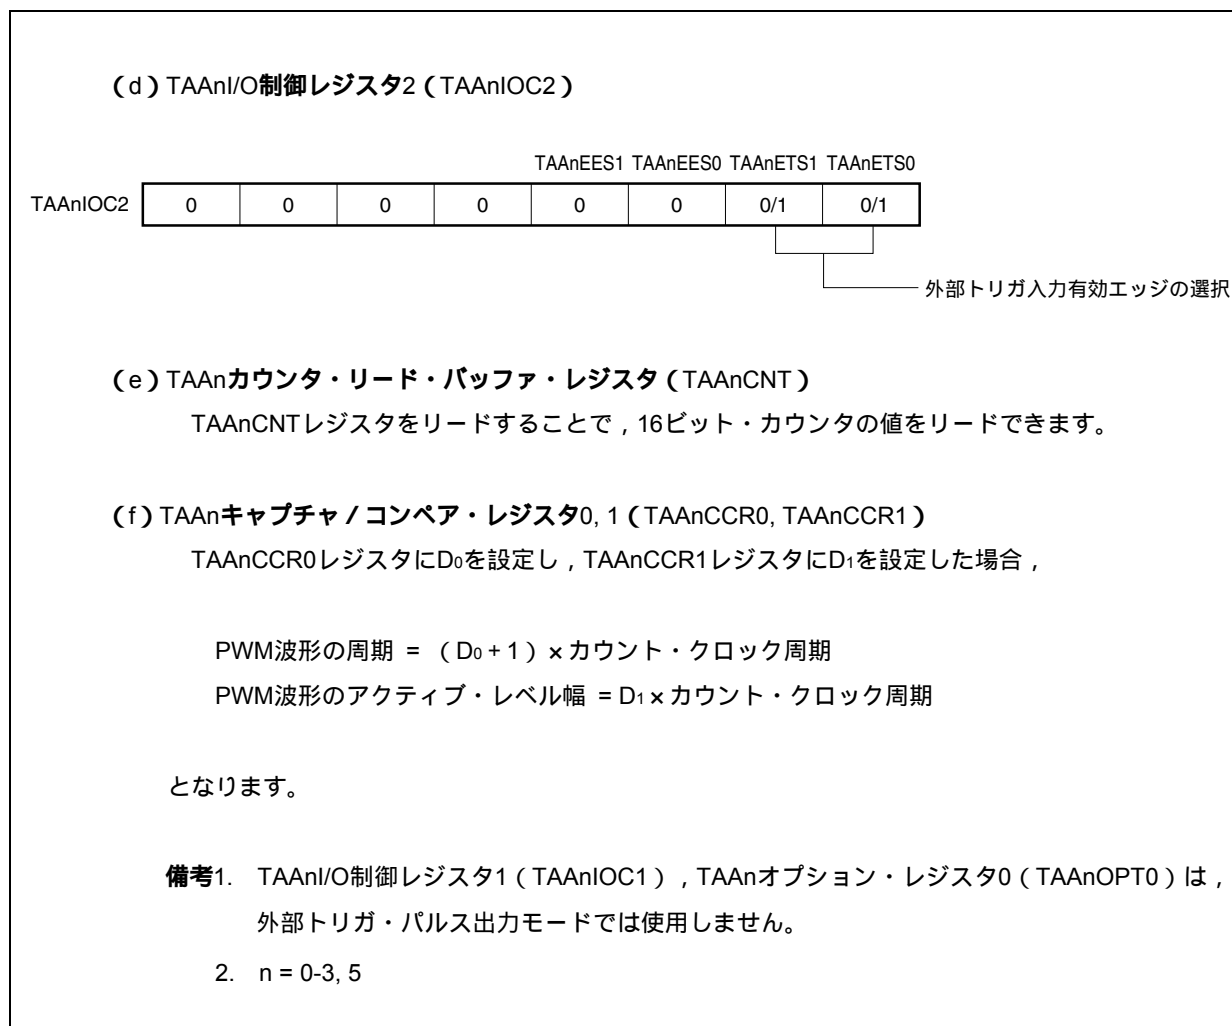 （d）TAAnI/O制御レジスタ2（TAAnIOC2）
TAAnEES1 TAAnEES0 TAAnETS1 TAAnETS0
TAAnIOC2 0 0 0 0 0 0 0/1 0/1
外部トリガ入力有効エッジの選択
（e）TAAnカウンタ・リード・バッファ・レジスタ（TAAnCNT）
TAAnCNTレジスタをリードすることで，16ビット・カウンタの値をリードできます。
（f）TAAnキャプチャ／コンペア・レジスタ0, 1（TAAnCCR0, TAAnCCR1）
TAAnCCR0レジスタにD0を設定し，TAAnCCR1レジスタにD1を設定した場合，
PWM波形の周期 = （D0 + 1）× カウント・クロック周期
PWM波形のアクティブ・レベル幅 = D1 × カウント・クロック周期
となります。
備考1. TAAnI/O制御レジスタ1（TAAnIOC1），TAAnオプション・レジスタ0（TAAnOPT0）は，
外部トリガ・パルス出力モードでは使用しません。
2. n = 0-3, 5